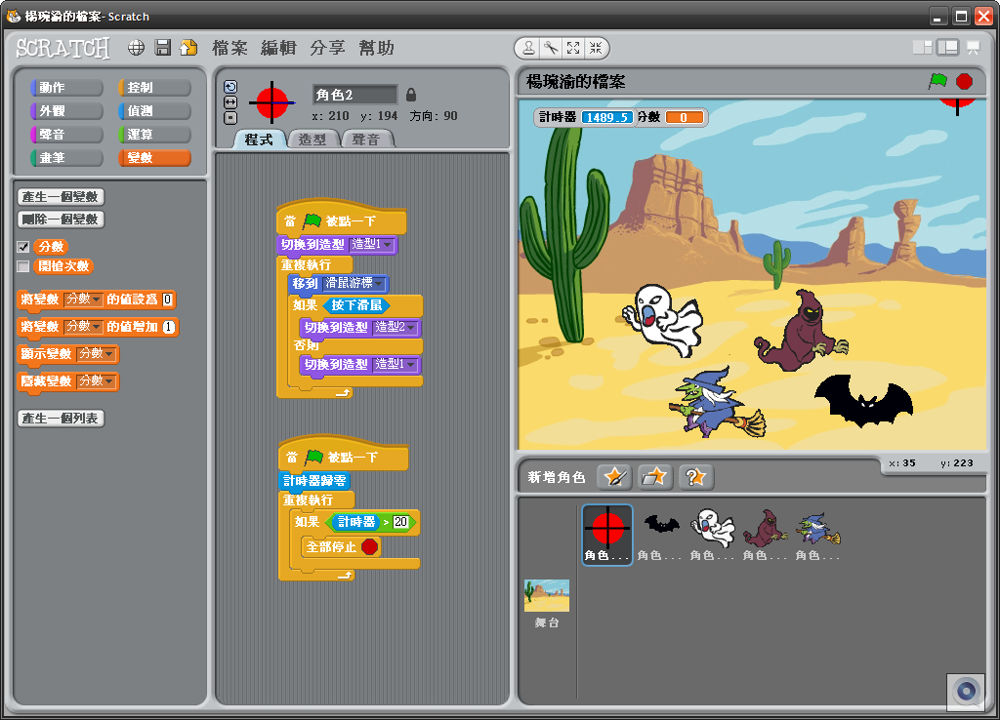 楊琬渝的檔案 - Scratch
SCRATCH 檔案 編輯 分享 幫助
動作 控制
外觀 偵測
聲音 運算
畫筆 變數
產生一個變數
刪除一個變數
分數
開槍次數
將變數 分數 的值設為 0
將變數 分數 的值增加 1
顯示變數 分數
隱藏變數 分數
產生一個列表
角色2
x: 210 y: 194 方向: 90
程式 造型 聲音
當 被點一下
切換到造型 造型1
重複執行
移到 滑鼠游標
如果 按下滑鼠
切換到造型 造型2
否則
切換到造型 造型1
當 被點一下
計時器歸零
重複執行
如果 計時器 > 20
全部停止
楊琬渝的檔案
計時器 1489.5 分數 0
x: 35 y: 223
新增角色
角色... 角色... 角色... 角色... 角色...
舞台